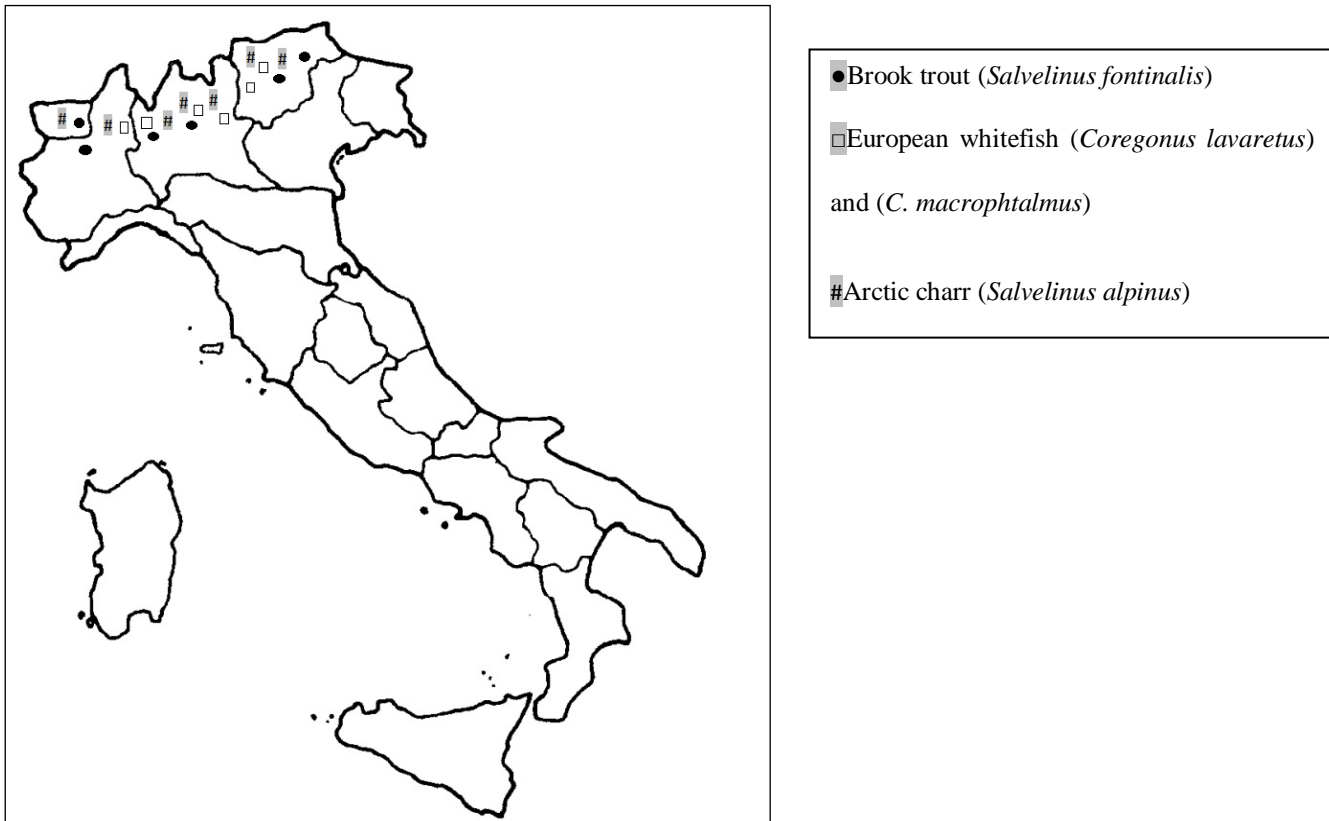 # # ●
□
● □
# ● # □ □ # □ # □
● ● ●
●Brook trout (Salvelinus fontinalis)
□European whitefish (Coregonus lavaretus)
and (C. macrophtalmus)
#Arctic charr (Salvelinus alpinus)